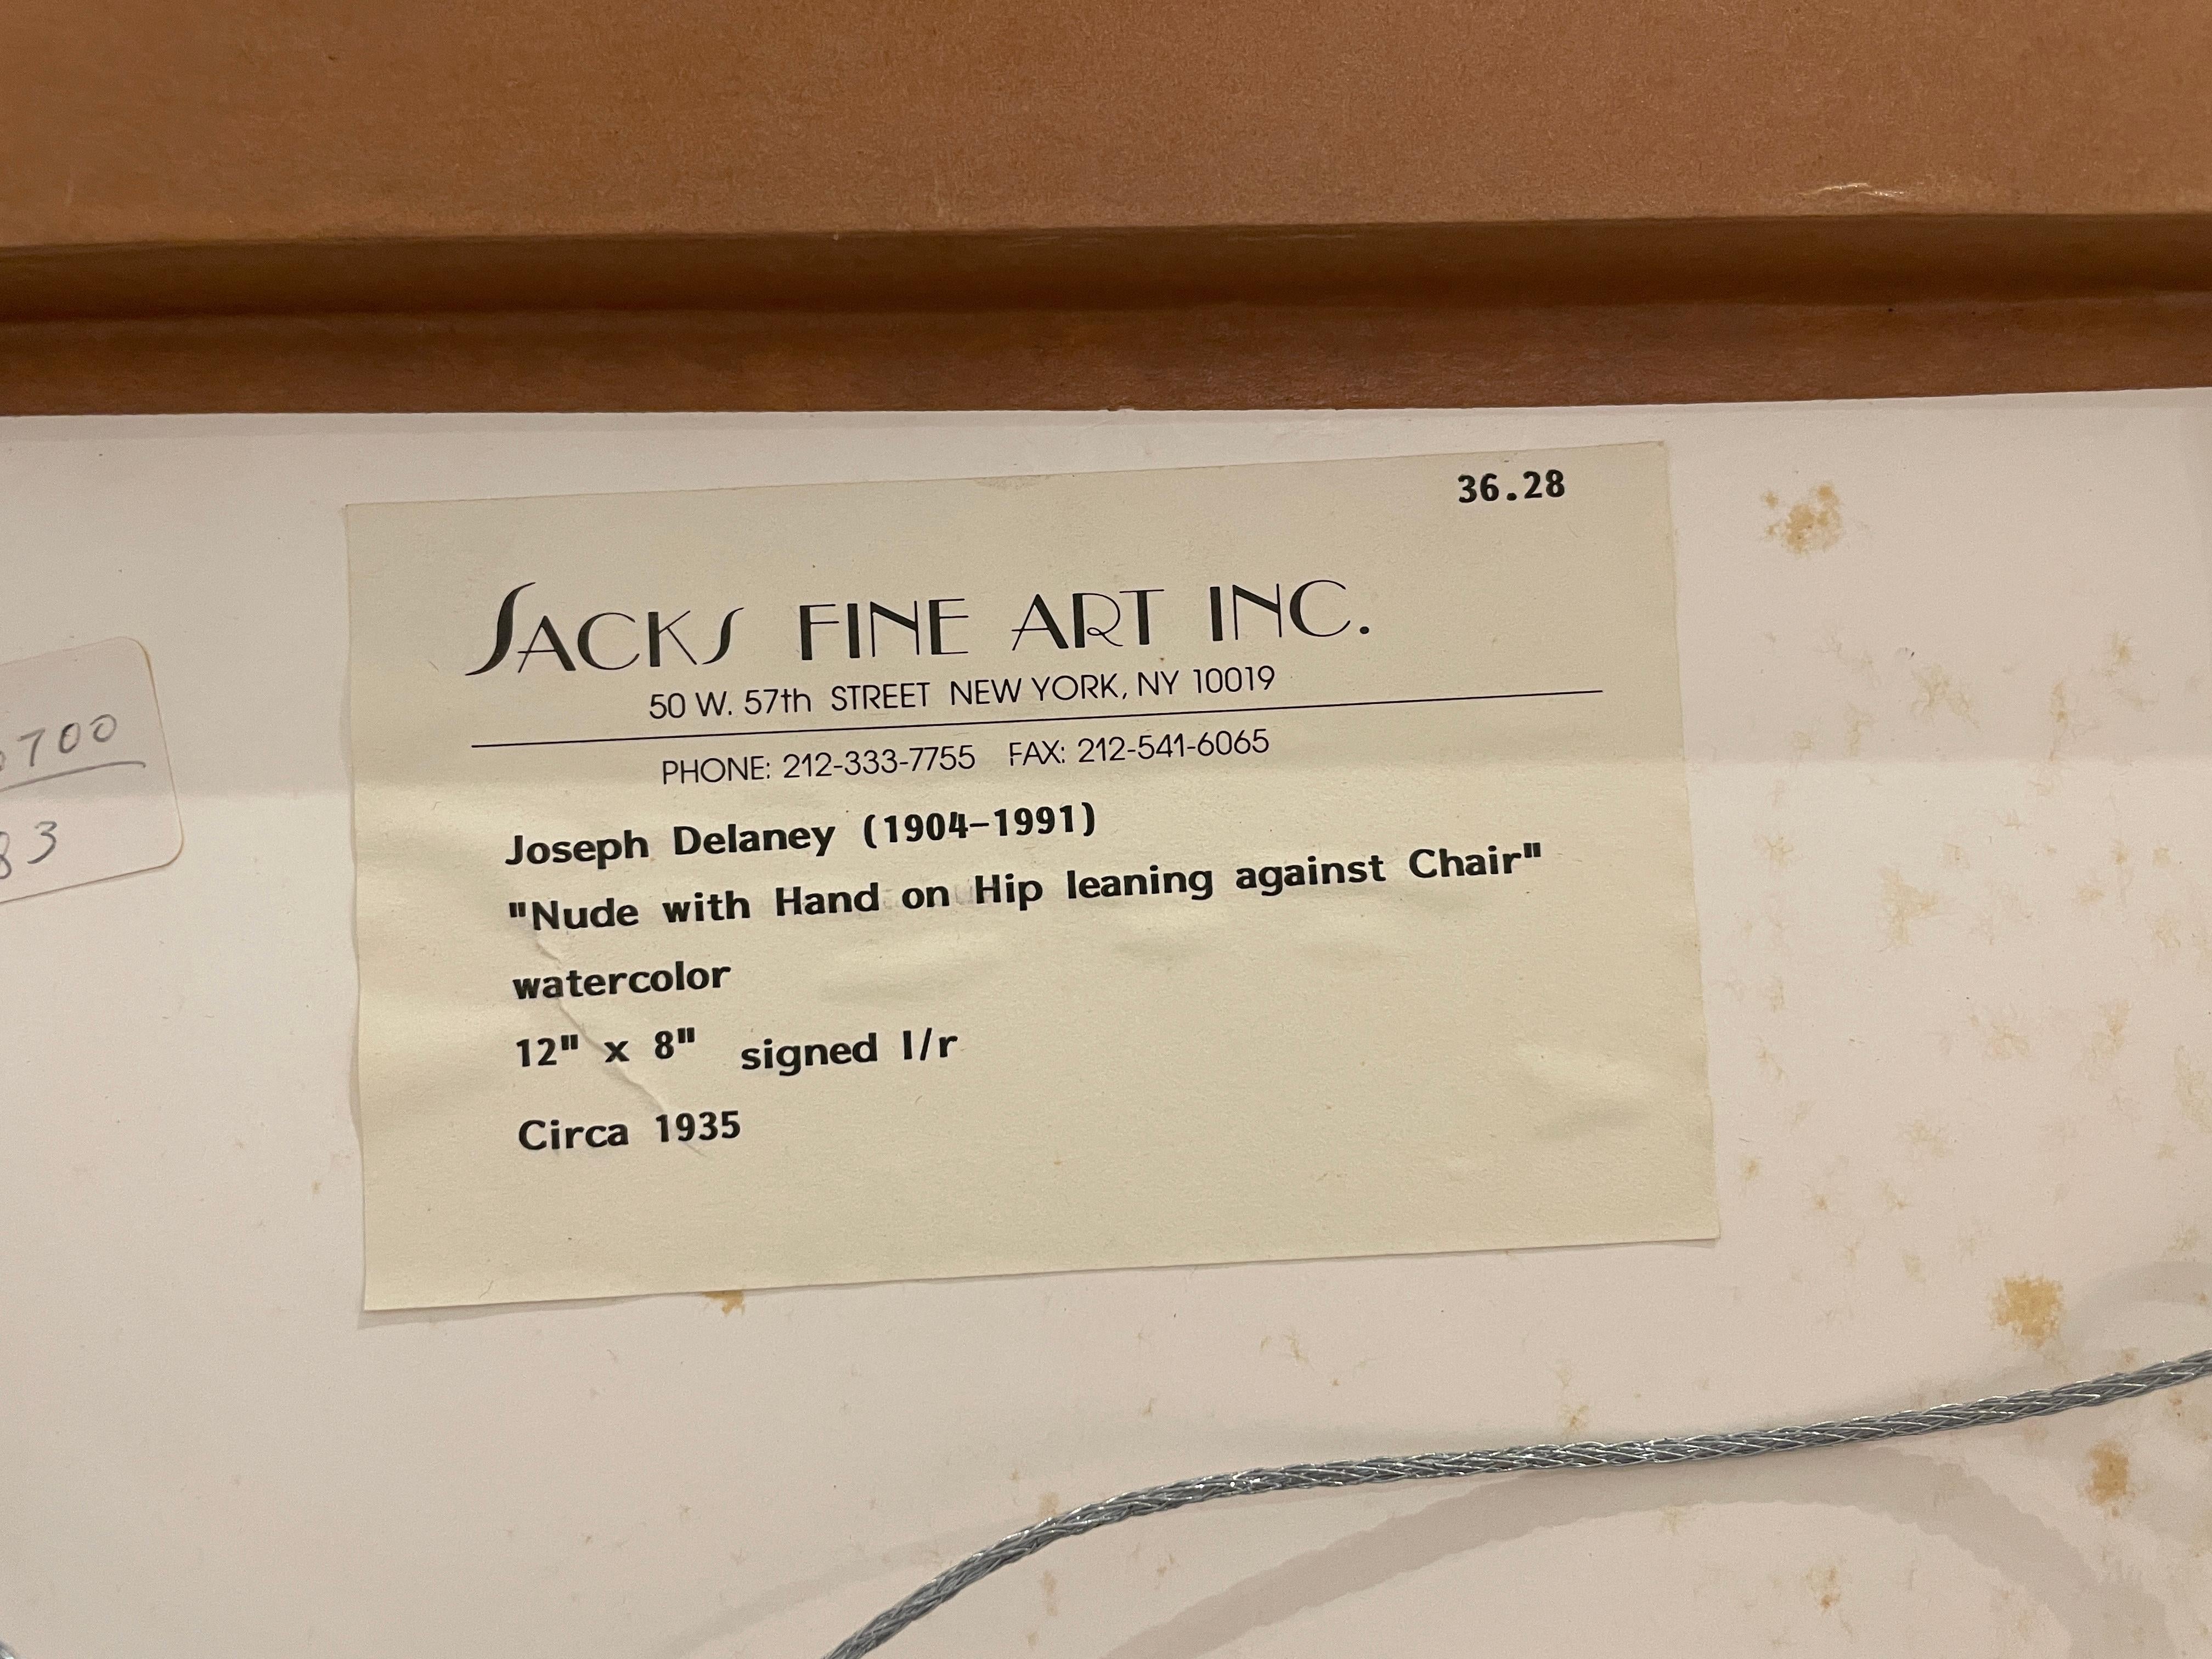 36.28
SACKS FINE ART INC.
50 W. 57th STREET NEW YORK, NY 10019
PHONE: 212-333-7755 FAX: 212-541-6065
Joseph Delaney (1904-1991)
"Nude with Hand on Hip leaning against Chair"
watercolor
12" x 8" signed l/r
Circa 1935
700
83